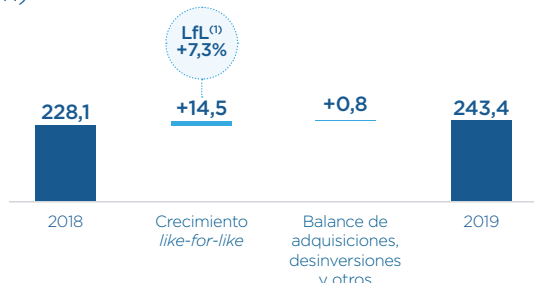 LfL(1)
+7,3%
228,1
+14,5
+0,8
243,4
2018
Crecimiento
like-for-like
Balance de
adquisiciones,
desinversiones
y otros
2019